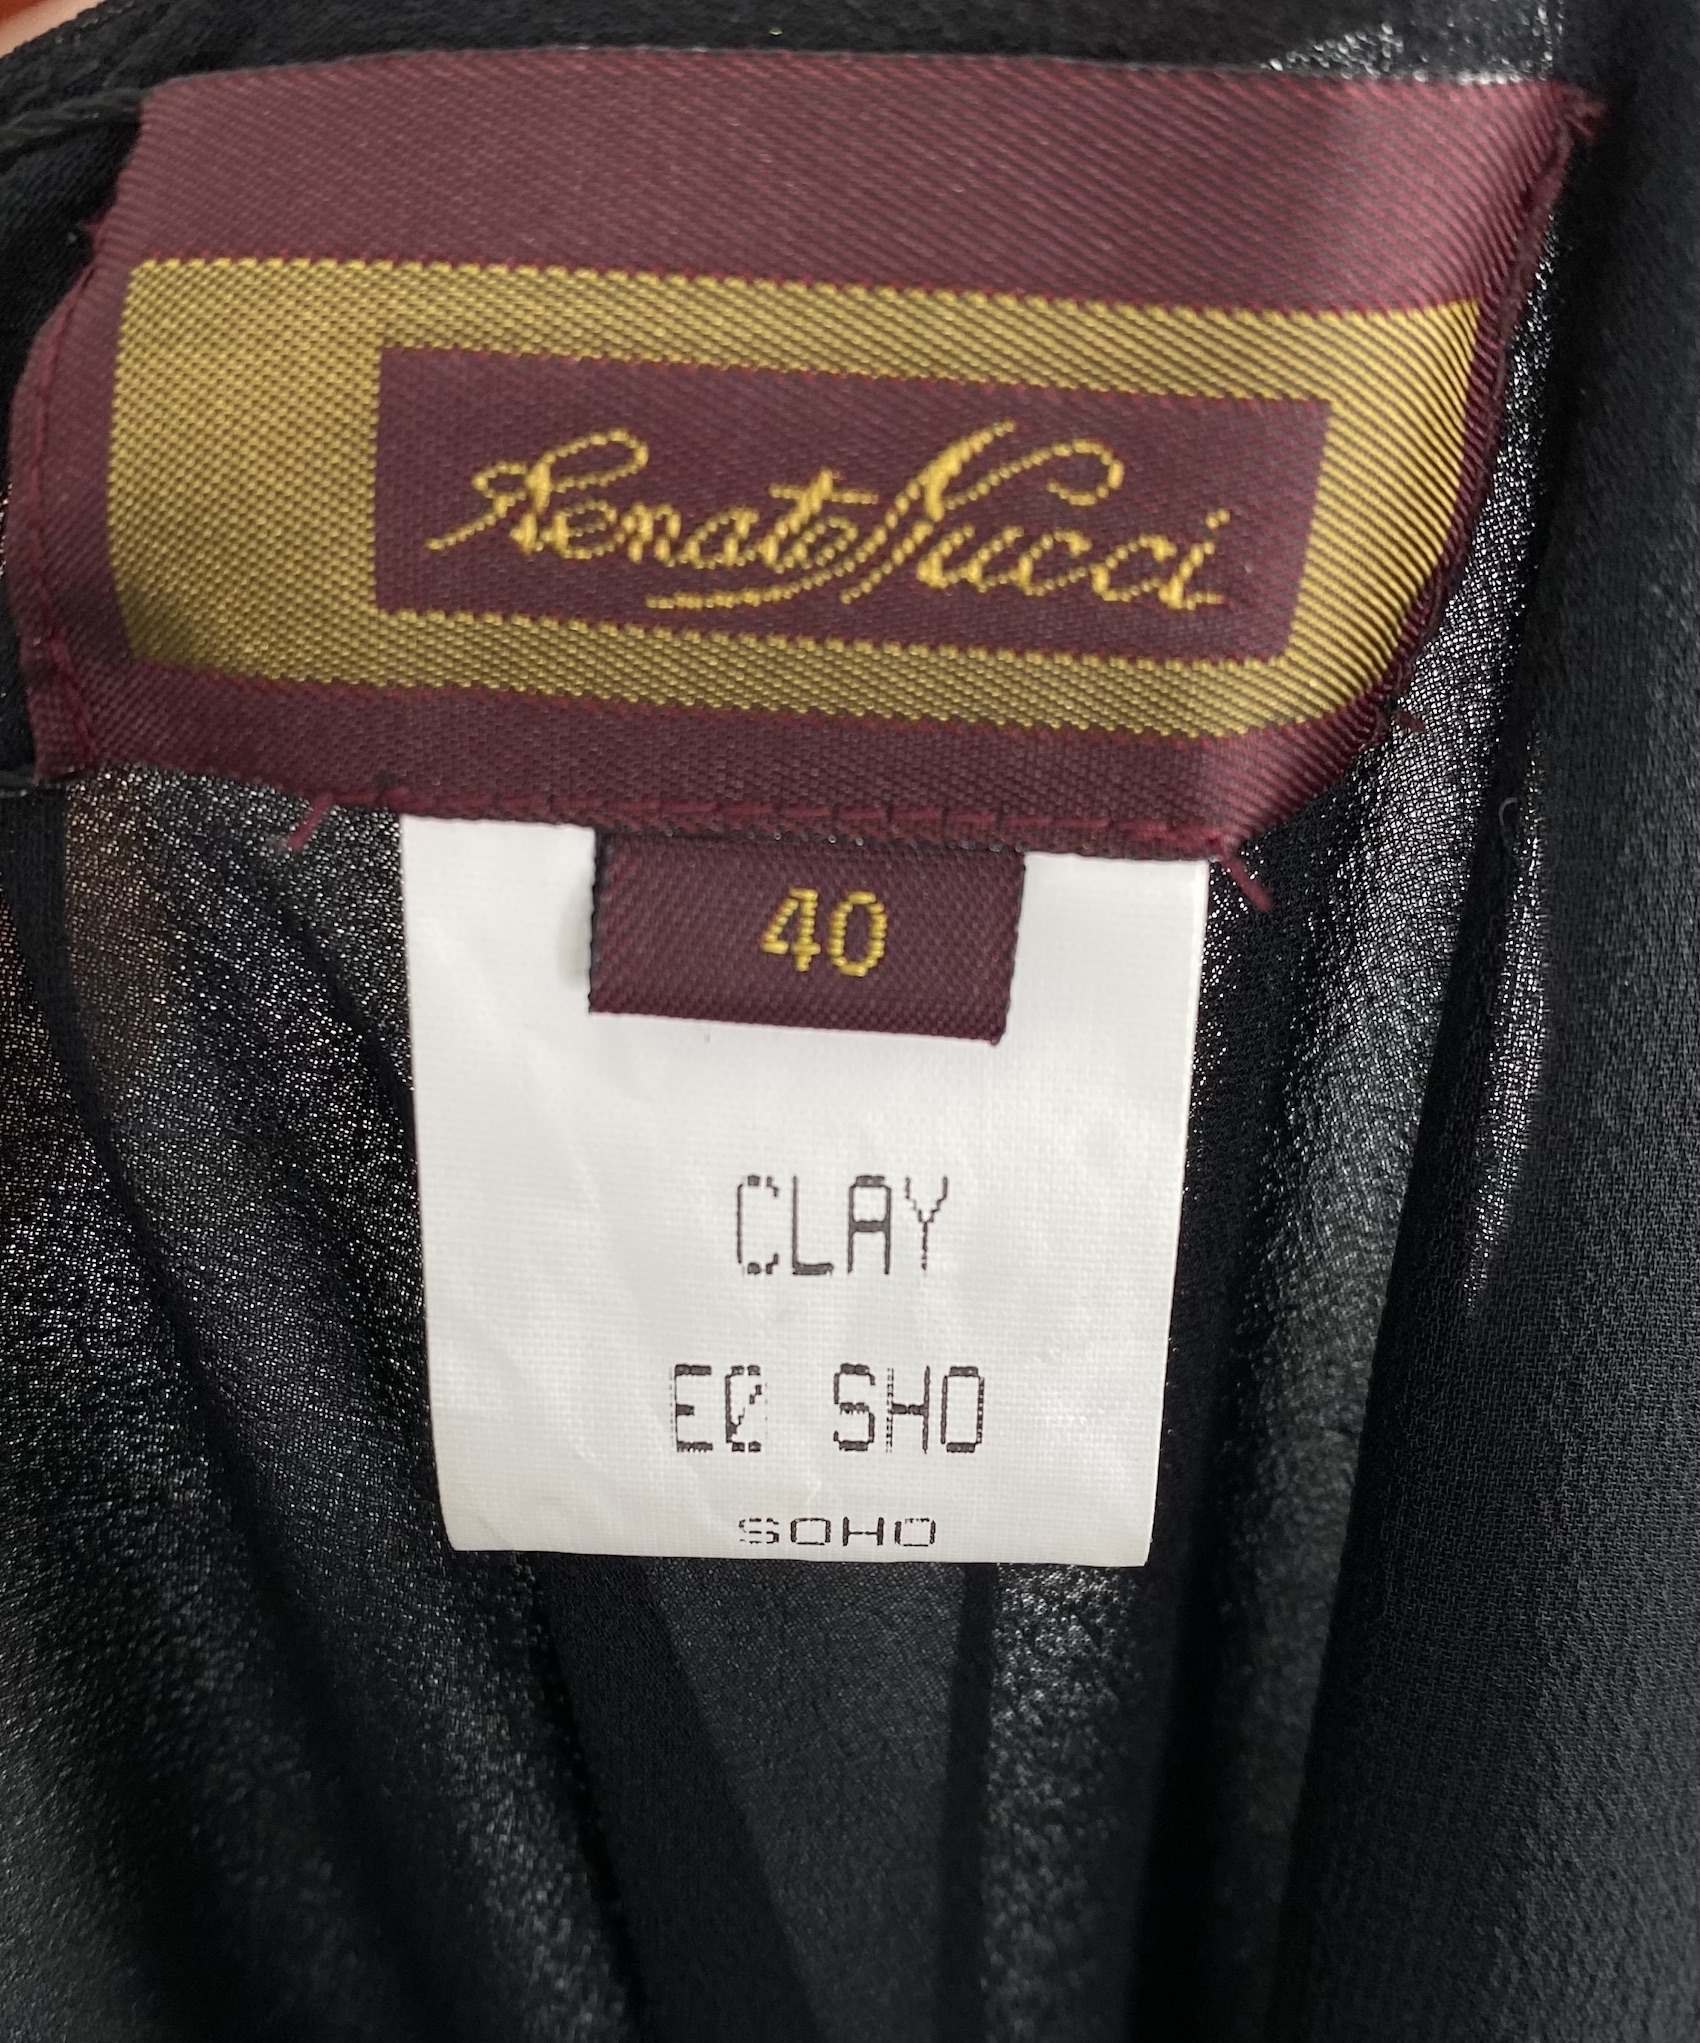 Renato Nucci
40
CLAY
E0 SHO
SOHO